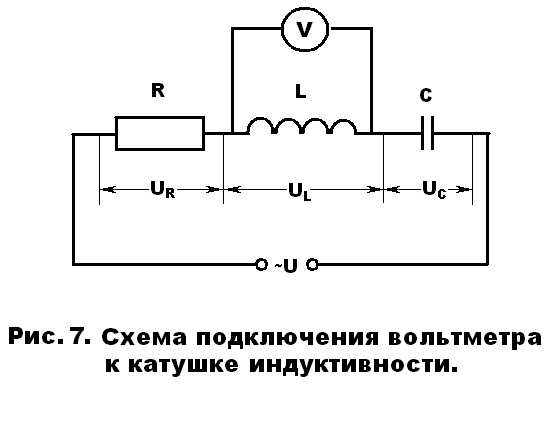 V
R
L
C
UR
UL
UC
~U
Рис. 7. Схема подключения вольтметра
к катушке индуктивности.